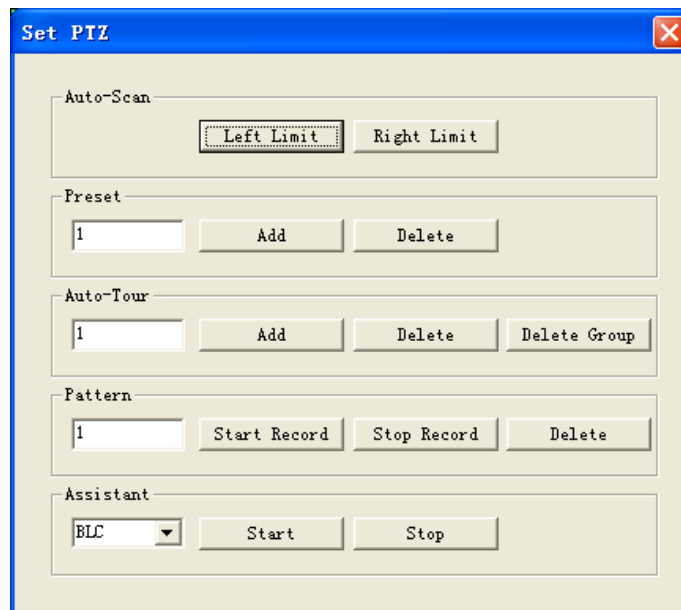 Set PTZ
Auto-Scan
Left Limit Right Limit
Preset
1 Add Delete
Auto-Tour
1 Add Delete Delete Group
Pattern
1 Start Record Stop Record Delete
Assistant
BLC Start Stop